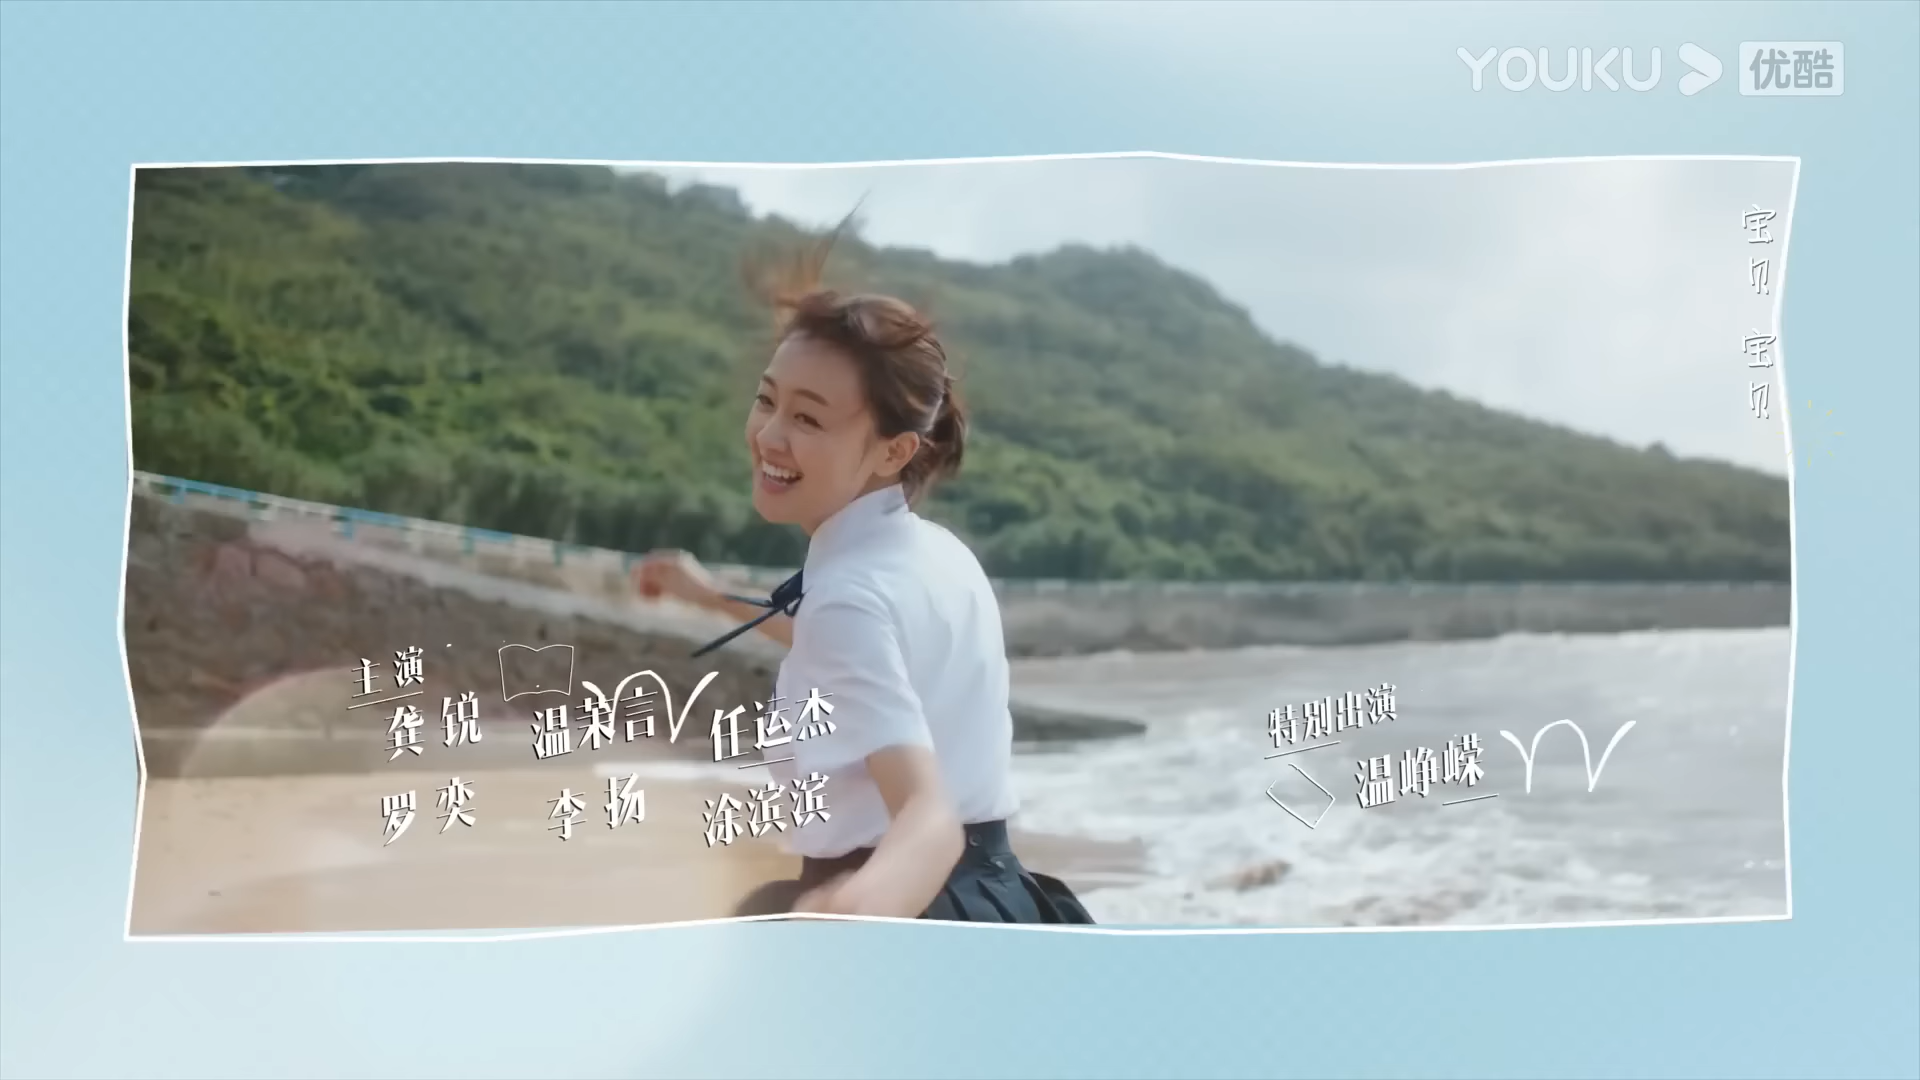 YOUKU 优酷
宝贝 宝贝
主演
龚锐 温茉言 任运杰
罗奕 李扬 涂滨滨
特别出演
温峥嵘